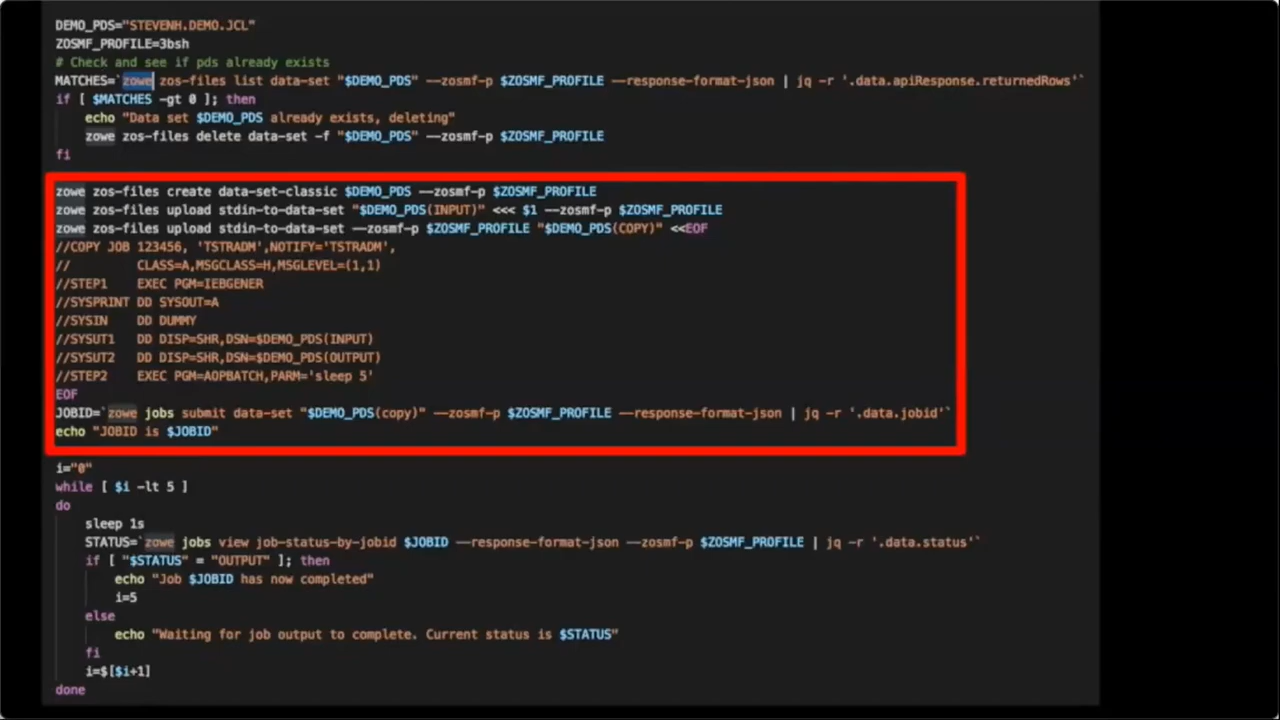 DEMO_PDS="STEVENH.DEMO.JCL"
ZOSMF_PROFILE=3bsh
# Check and see if pds already exists
MATCHES=`zowe zos-files list data-set "$DEMO_PDS" --zosmf-p $ZOSMF_PROFILE --response-format-json | jq -r '.data.apiResponse.returnedRows'`
if [ $MATCHES -gt 0 ]; then
    echo "Data set $DEMO_PDS already exists, deleting"
    zowe zos-files delete data-set -f "$DEMO_PDS" --zosmf-p $ZOSMF_PROFILE
fi
zowe zos-files create data-set-classic $DEMO_PDS --zosmf-p $ZOSMF_PROFILE
zowe zos-files upload stdin-to-data-set "$DEMO_PDS(INPUT)" <<< $1 --zosmf-p $ZOSMF_PROFILE
zowe zos-files upload stdin-to-data-set --zosmf-p $ZOSMF_PROFILE "$DEMO_PDS(COPY)" <<EOF
//COPY JOB 123456, 'TSTRADM',NOTIFY='TSTRADM',
//         CLASS=A,MSGCLASS=H,MSGLEVEL=(1,1)
//STEP1    EXEC PGM=IEBGENER
//SYSPRINT DD SYSOUT=A
//SYSIN    DD DUMMY
//SYSUT1   DD DISP=SHR,DSN=$DEMO_PDS(INPUT)
//SYSUT2   DD DISP=SHR,DSN=$DEMO_PDS(OUTPUT)
//STEP2    EXEC PGM=AOPBATCH,PARM='sleep 5'
EOF
JOBID=`zowe jobs submit data-set "$DEMO_PDS(copy)" --zosmf-p $ZOSMF_PROFILE --response-format-json | jq -r '.data.jobid'`
echo "JOBID is $JOBID"
i="0"
while [ $i -lt 5 ]
do
    sleep 1s
    STATUS=`zowe jobs view job-status-by-jobid $JOBID --response-format-json --zosmf-p $ZOSMF_PROFILE | jq -r '.data.status'`
    if [ "$STATUS" = "OUTPUT" ]; then
        echo "Job $JOBID has now completed"
        i=5
    else
        echo "Waiting for job output to complete. Current status is $STATUS"
    fi
    i=$[$i+1]
done